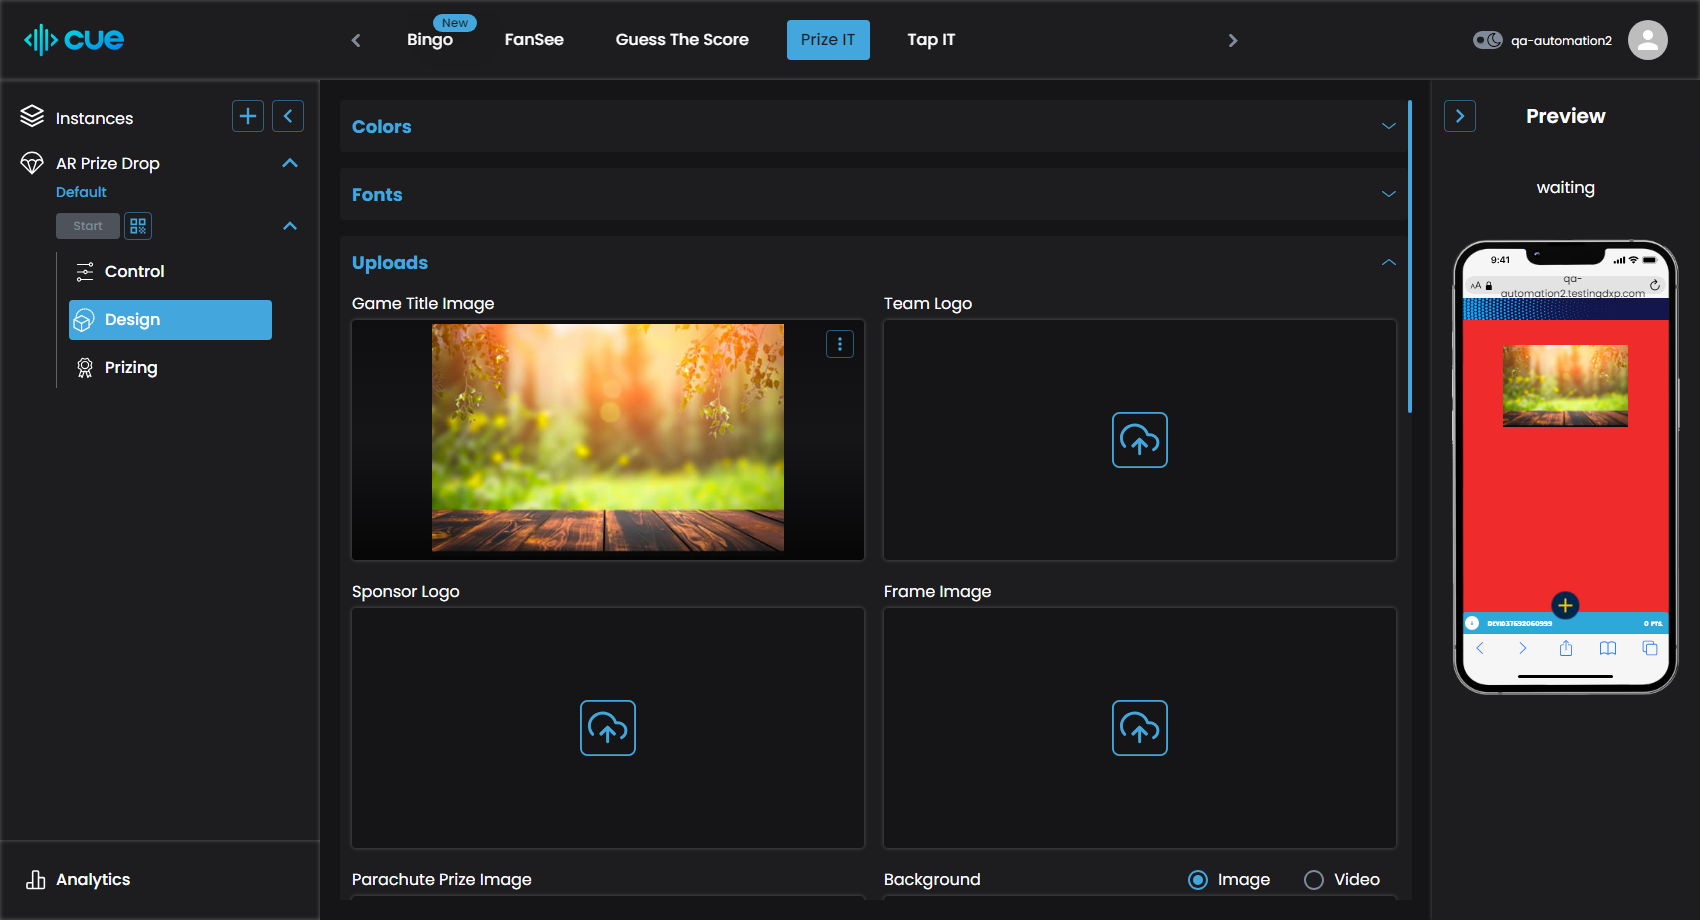 cue
New
Bingo
FanSee
Guess The Score
Prize IT
Tap IT
qa-automation2
Instances
AR Prize Drop
Default
Start
Control
Design
Prizing
Analytics
Colors
Fonts
Uploads
Game Title Image
Team Logo
Sponsor Logo
Frame Image
Parachute Prize Image
Background
Image
Video
Preview
waiting
9:41
AA
qa-
automation2.testingdxp.com
DEVID37692060999
0 PTS.